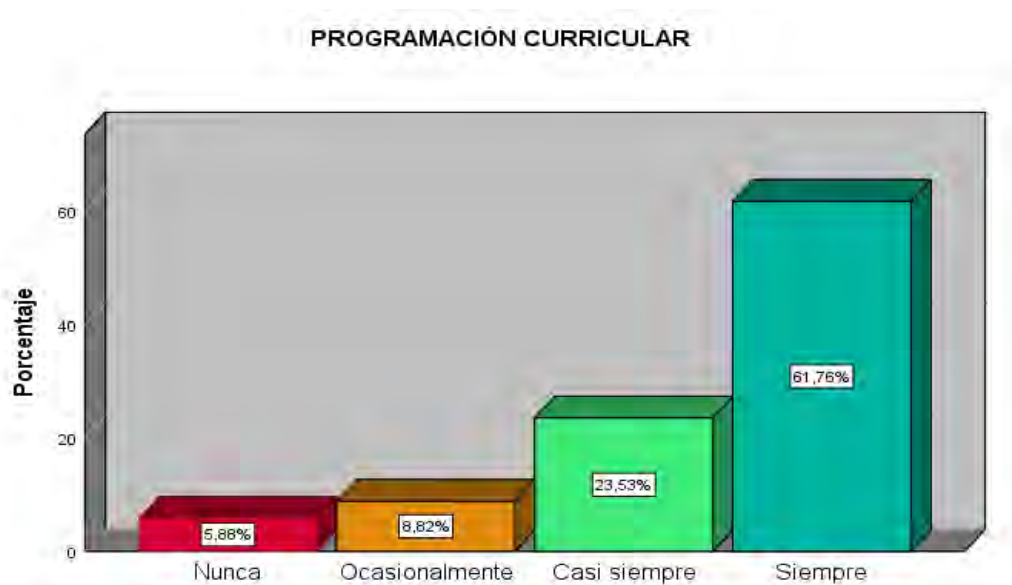 PROGRAMACIÓN CURRICULAR
Porcentaje
60
40
20
0
5,88%
8,82%
23,53%
61,76%
Nunca Ocasionalmente Casi siempre Siempre